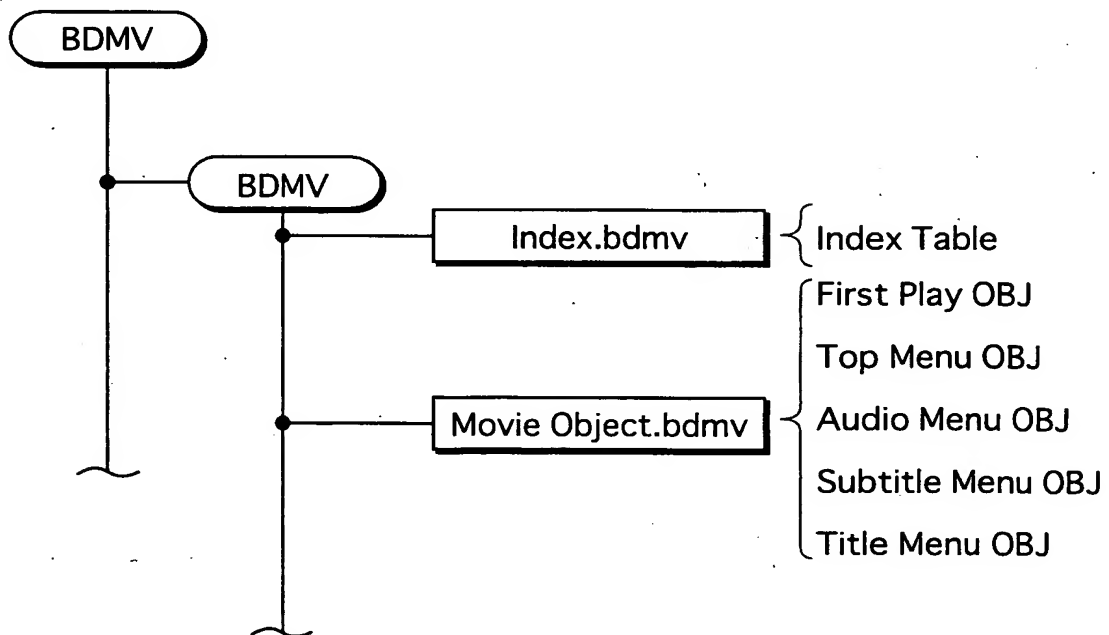 BDMV
BDMV
Index.bdmv
Index Table
First Play OBJ
Top Menu OBJ
Movie Object.bdmv
Audio Menu OBJ
Subtitle Menu OBJ
Title Menu OBJ